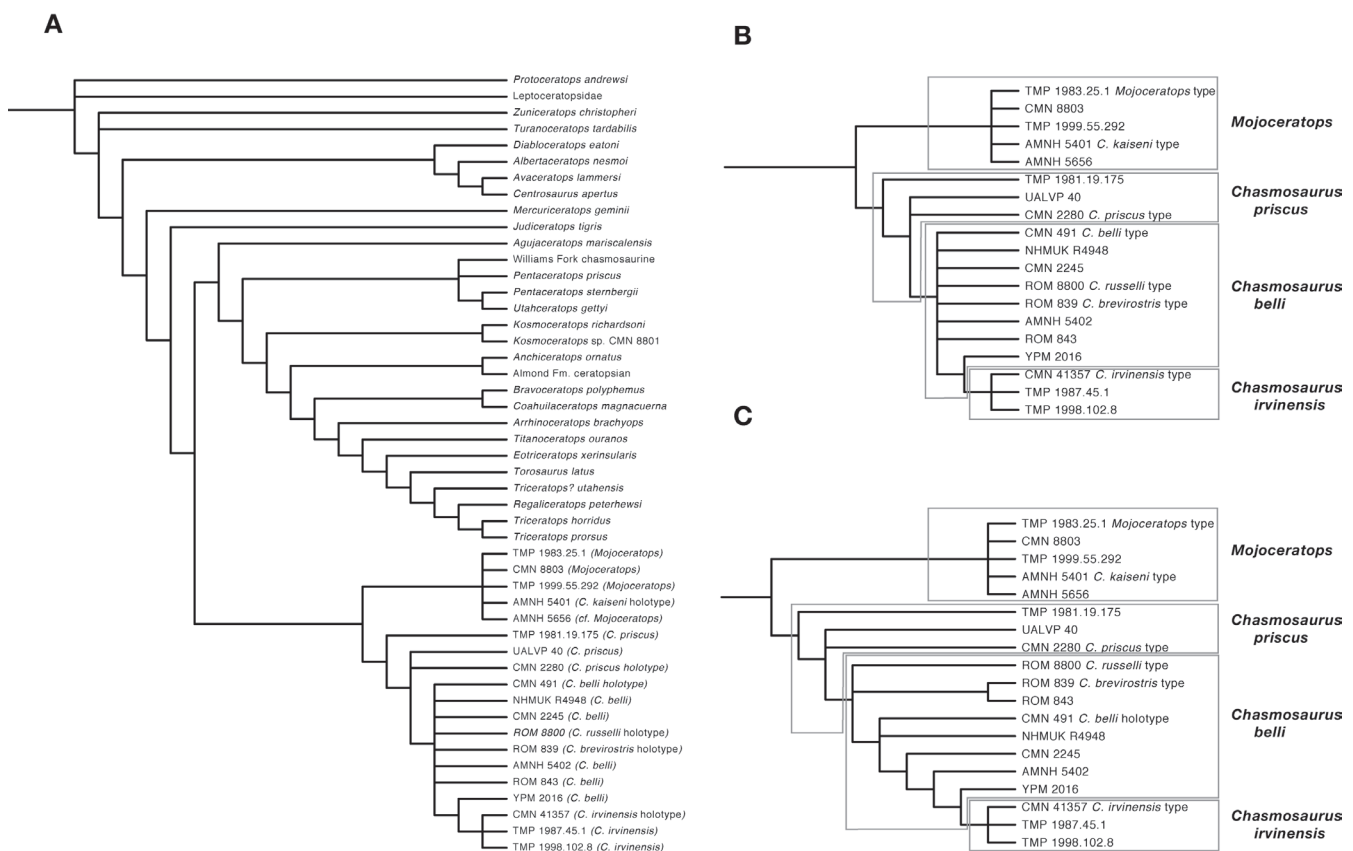 A
Protoceratops andrewsi
Leptoceratopsidae
Zuniceratops christopheri
Turanoceratops tardabilis
Diabloceratops eatoni
Albertaceratops nesmoi
Avaceratops lammersi
Centrosaurus apertus
Mercuriceratops geminii
Judiceratops tigris
Agujaceratops mariscalensis
Williams Fork chasmosaurine
Pentaceratops priscus
Pentaceratops sternbergii
Utahceratops gettyi
Kosmoceratops richardsoni
Kosmoceratops sp. CMN 8801
Anchiceratops ornatus
Almond Fm. ceratopsian
Bravoceratops polyphemus
Coahuilaceratops magnacuerna
Arrhinoceratops brachyops
Titanoceratops ouranos
Eotriceratops xerinsularis
Torosaurus latus
Triceratops? utahensis
Regaliceratops peterhewsi
Triceratops horridus
Triceratops prorsus
TMP 1983.25.1 (Mojoceratops)
CMN 8803 (Mojoceratops)
TMP 1999.55.292 (Mojoceratops)
AMNH 5401 (C. kaiseni holotype)
AMNH 5656 (cf. Mojoceratops)
TMP 1981.19.175 (C. priscus)
UALVP 40 (C. priscus)
CMN 2280 (C. priscus holotype)
CMN 491 (C. belli holotype)
NHMUK R4948 (C. belli)
CMN 2245 (C. belli)
ROM 8800 (C. russelli holotype)
ROM 839 (C. brevirostris holotype)
AMNH 5402 (C. belli)
ROM 843 (C. belli)
YPM 2016 (C. belli)
CMN 41357 (C. irvinensis holotype)
TMP 1987.45.1 (C. irvinensis)
TMP 1998.102.8 (C. irvinensis)
B
TMP 1983.25.1 Mojoceratops type
CMN 8803
TMP 1999.55.292
AMNH 5401 C. kaiseni type
AMNH 5656
Mojoceratops
TMP 1981.19.175
UALVP 40
CMN 2280 C. priscus type
Chasmosaurus
priscus
CMN 491 C. belli type
NHMUK R4948
CMN 2245
ROM 8800 C. russelli type
ROM 839 C. brevirostris type
AMNH 5402
ROM 843
YPM 2016
Chasmosaurus
belli
CMN 41357 C. irvinensis type
TMP 1987.45.1
TMP 1998.102.8
Chasmosaurus
irvinensis
C
TMP 1983.25.1 Mojoceratops type
CMN 8803
TMP 1999.55.292
AMNH 5401 C. kaiseni type
AMNH 5656
Mojoceratops
TMP 1981.19.175
UALVP 40
CMN 2280 C. priscus type
Chasmosaurus
priscus
ROM 8800 C. russelli type
ROM 839 C. brevirostris type
ROM 843
CMN 491 C. belli holotype
NHMUK R4948
CMN 2245
AMNH 5402
YPM 2016
Chasmosaurus
belli
CMN 41357 C. irvinensis type
TMP 1987.45.1
TMP 1998.102.8
Chasmosaurus
irvinensis